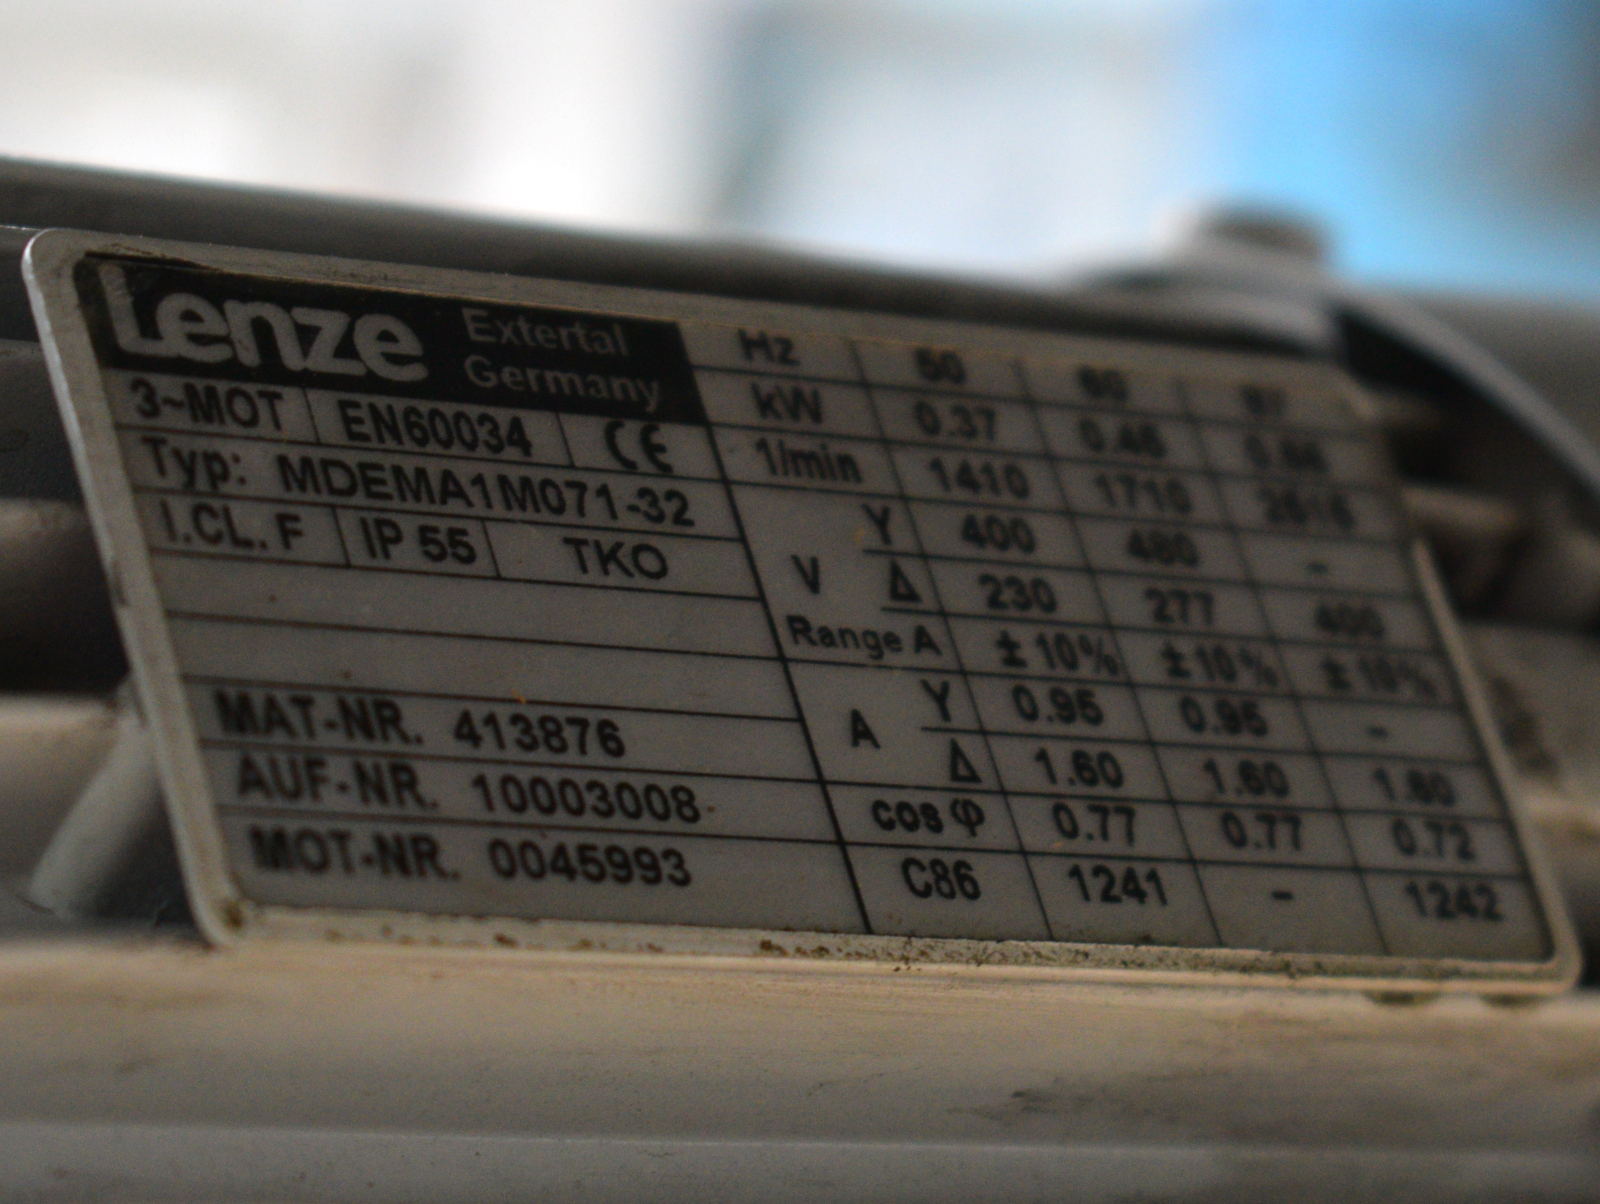 Lenze Extertal
Germany
3~MOT EN60034 CE
Typ: MDEMA1M071-32
I.CL. F IP 55 TKO
MAT-NR. 413876
AUF-NR. 10003008
MOT-NR. 0045993
Hz 50 60
kW 0.37
1/min 1410 1710
V Y 400 480 -
Δ 230 277 400
Range A ±10% ±10% ±10%
A Y 0.95 0.95 -
Δ 1.60 1.60 1.60
cos φ 0.77 0.77 0.72
C86 1241 - 1242